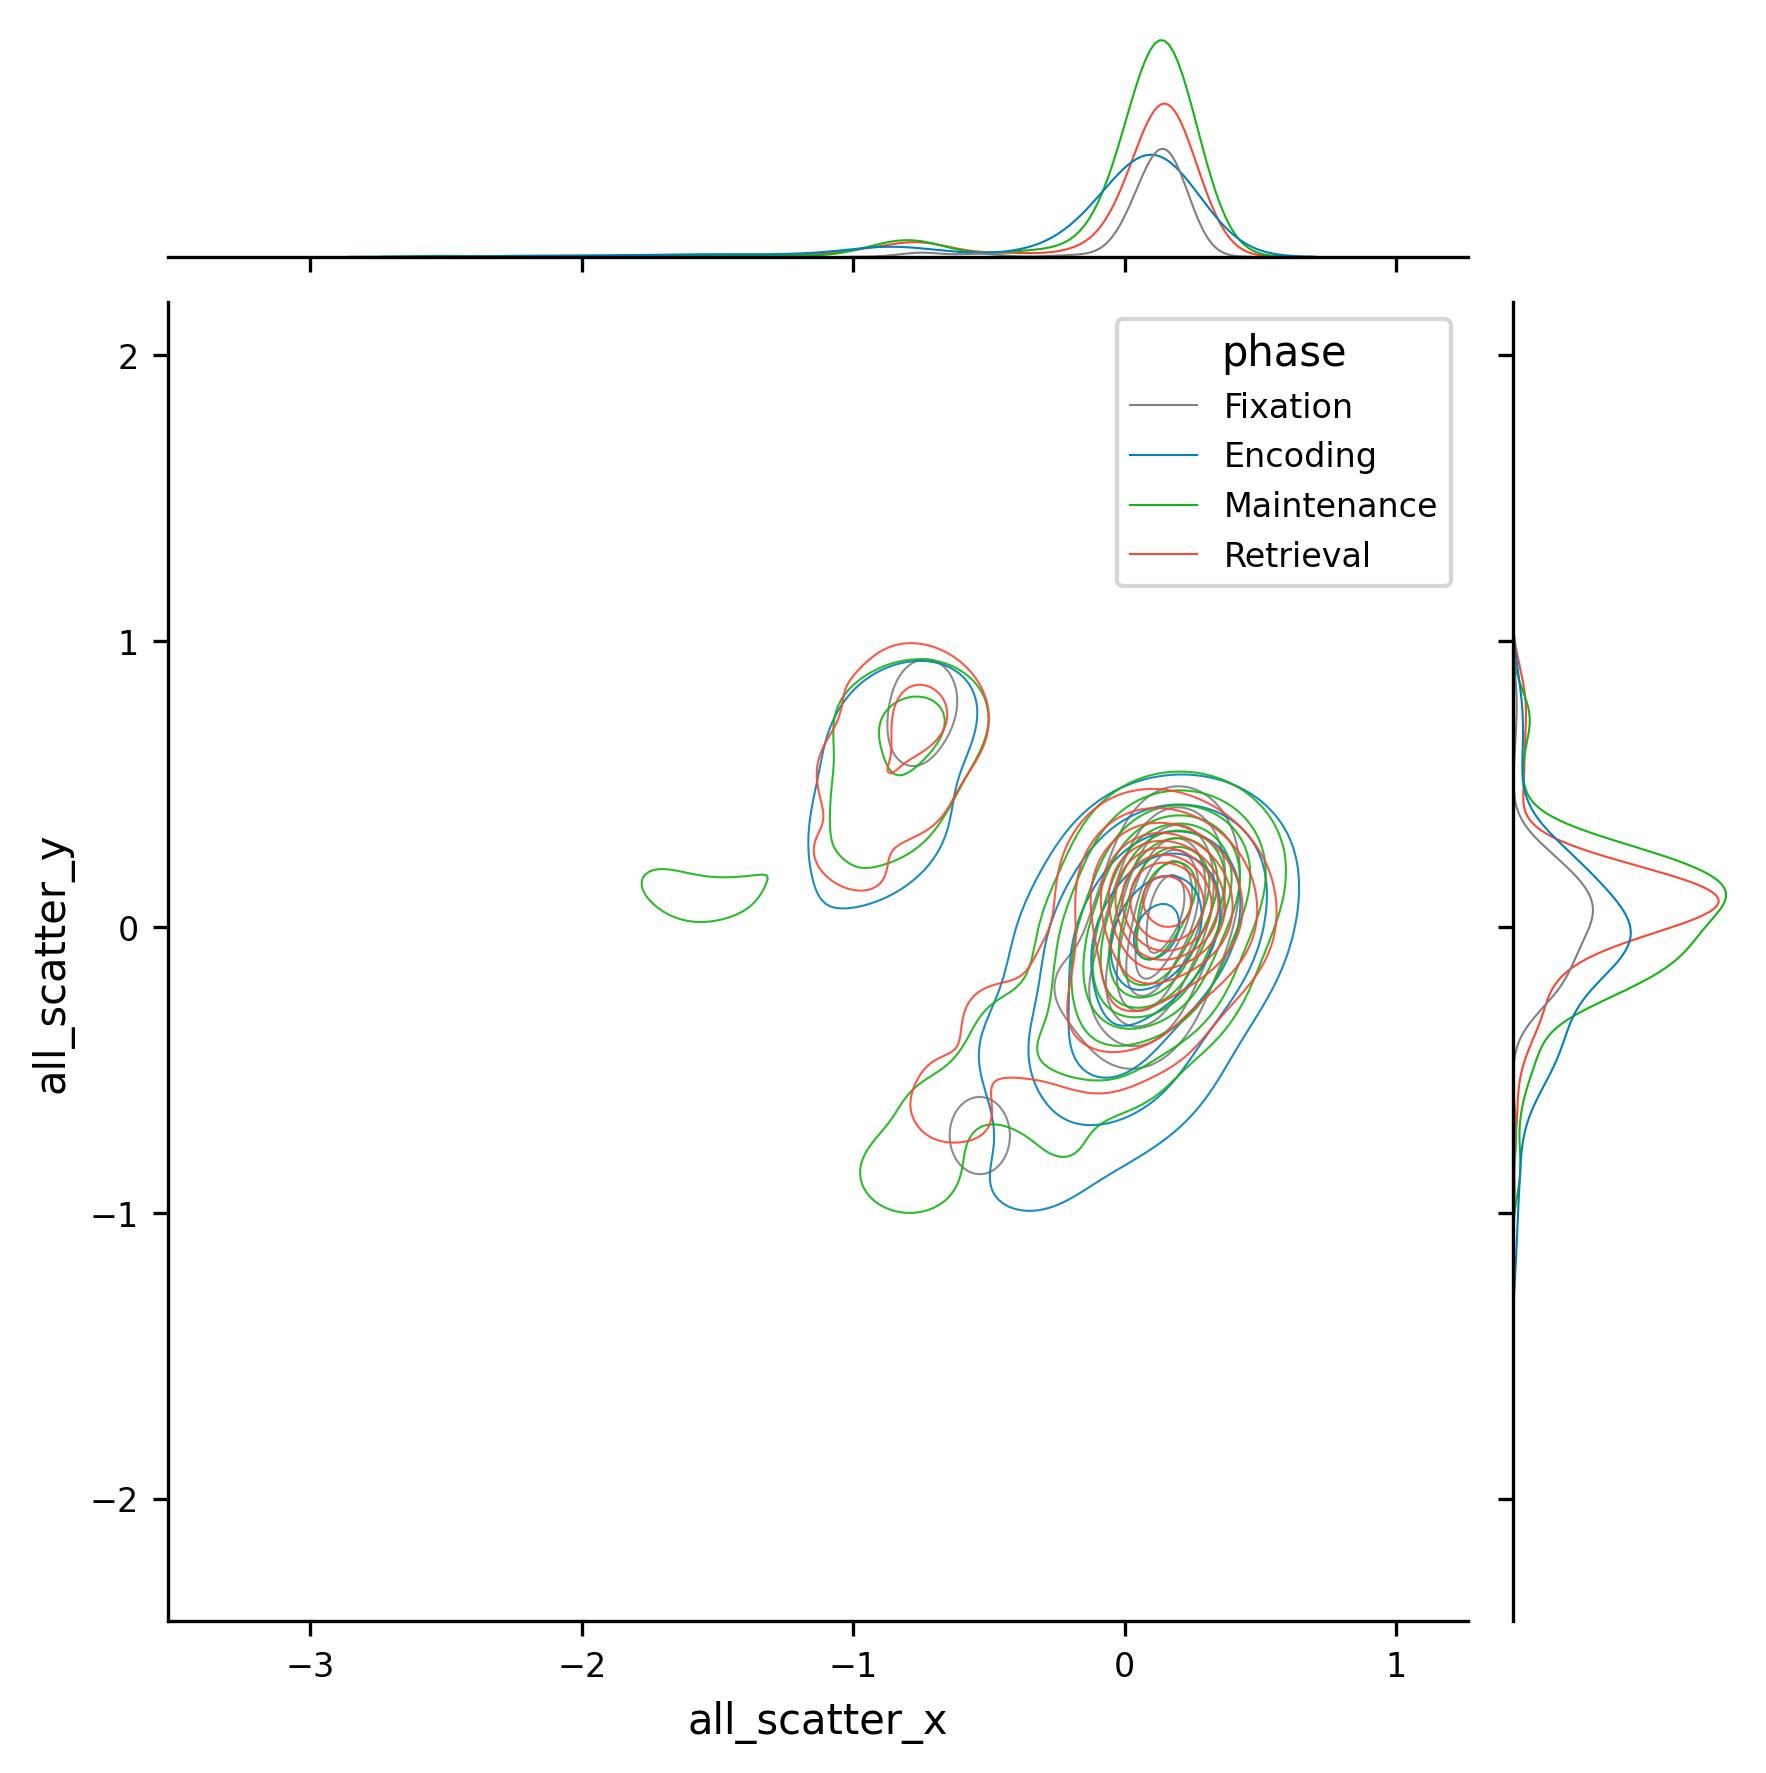 phase
Fixation
Encoding
Maintenance
Retrieval
all_scatter_y
2
1
0
−1
−2
−3 −2 −1 0 1
all_scatter_x